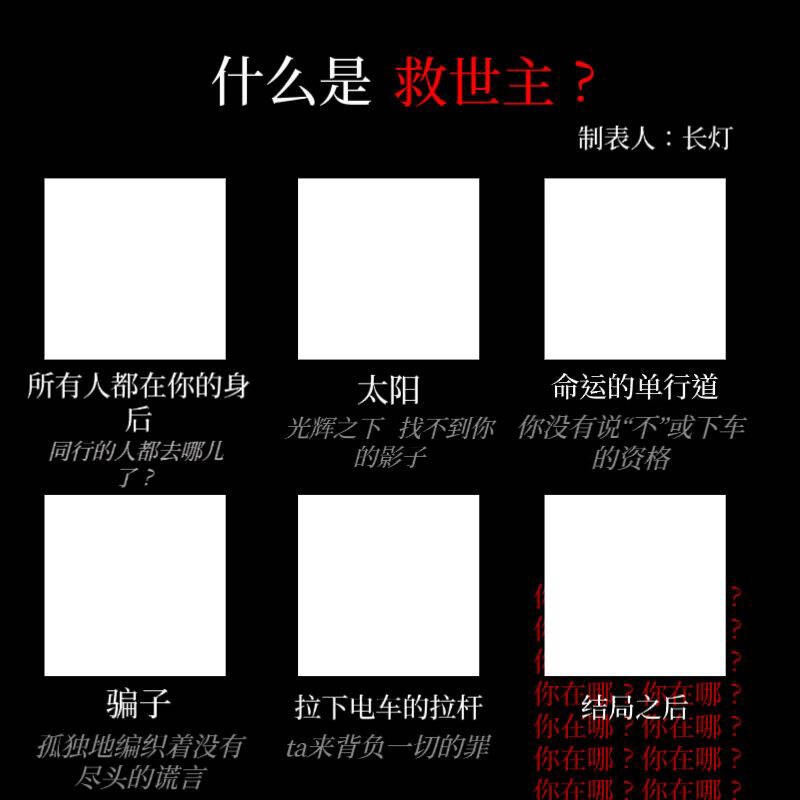 什么是 救世主？
制表人：长灯
所有人都在你的身
后
同行的人都去哪儿
了？
太阳
光辉之下 找不到你
的影子
命运的单行道
你没有说“不”或下车
的资格
骗子
孤独地编织着没有
尽头的谎言
拉下电车的拉杆
ta来背负一切的罪
你 ？
你 ？
你 ？
你在哪？你在哪？
结局之后
你在哪？你在哪？
你在哪？你在哪？
你在哪？你在哪？